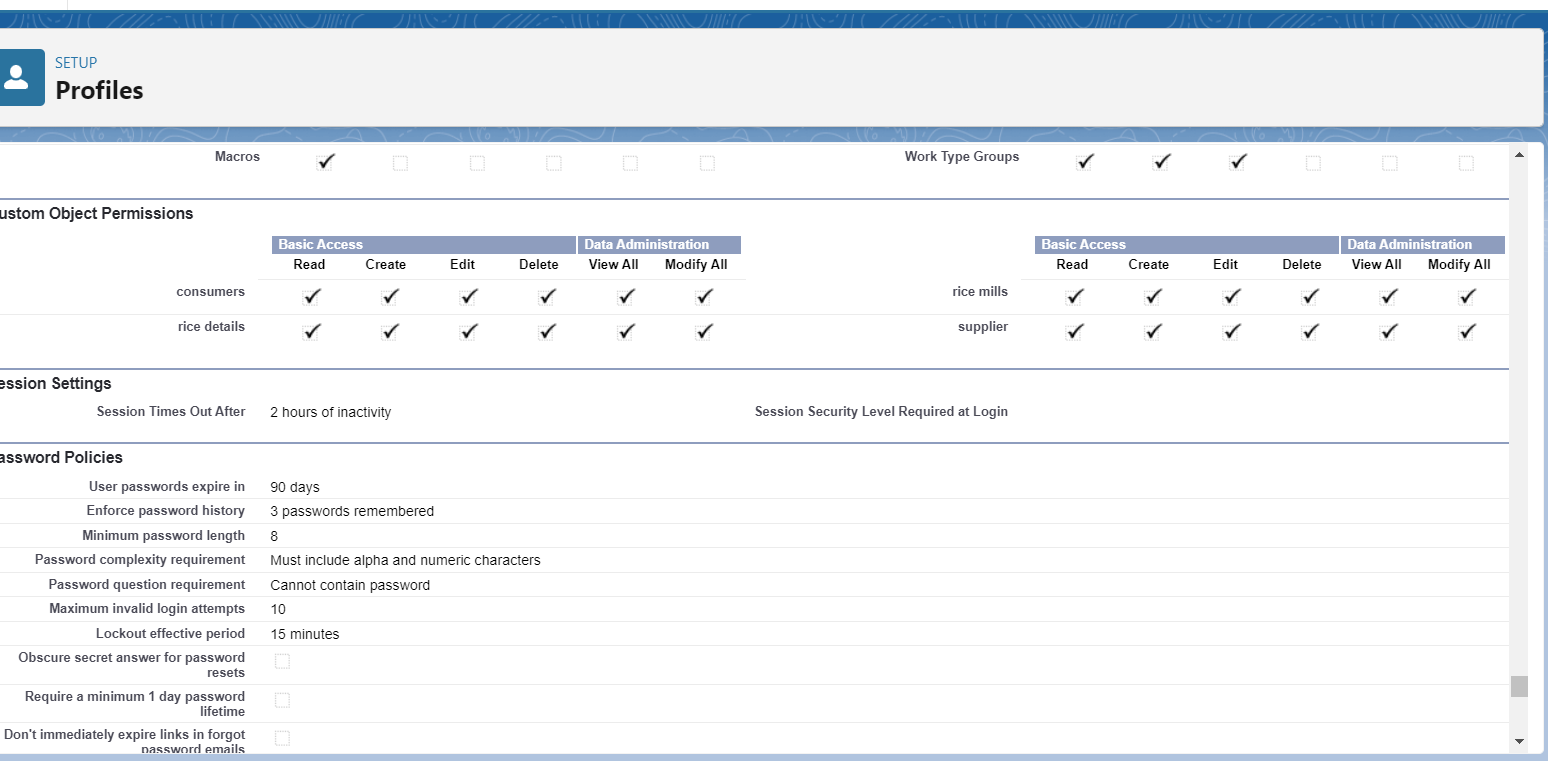 SETUP
Profiles
Macros
Work Type Groups
ustom Object Permissions
Basic Access Data Administration Basic Access Data Administration
Read Create Edit Delete View All Modify All Read Create Edit Delete View All Modify All
consumers rice mills
rice details supplier
ession Settings
Session Times Out After 2 hours of inactivity Session Security Level Required at Login
assword Policies
User passwords expire in 90 days
Enforce password history 3 passwords remembered
Minimum password length 8
Password complexity requirement Must include alpha and numeric characters
Password question requirement Cannot contain password
Maximum invalid login attempts 10
Lockout effective period 15 minutes
Obscure secret answer for password
resets
Require a minimum 1 day password
lifetime
Don't immediately expire links in forgot
password emails